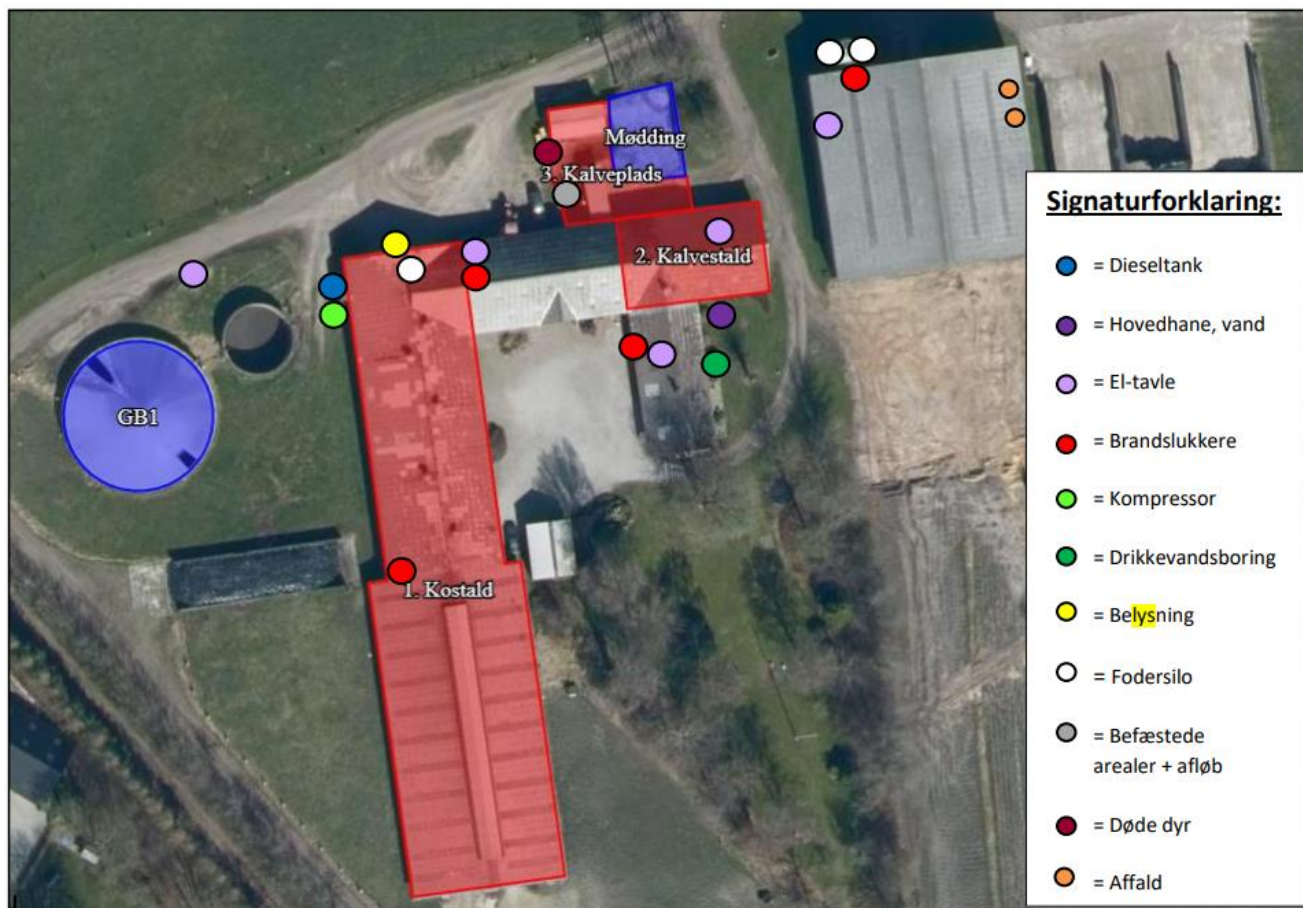 Mødding
3. Kalveplads
2. Kalvestald
GB1
1. Kostald
Signaturforklaring:
= Dieseltank
= Hovedhane, vand
= El-tavle
= Brandslukkere
= Kompressor
= Drikkevandsboring
= Belysning
= Fodersilo
= Befæstede
arealer + afløb
= Døde dyr
= Affald